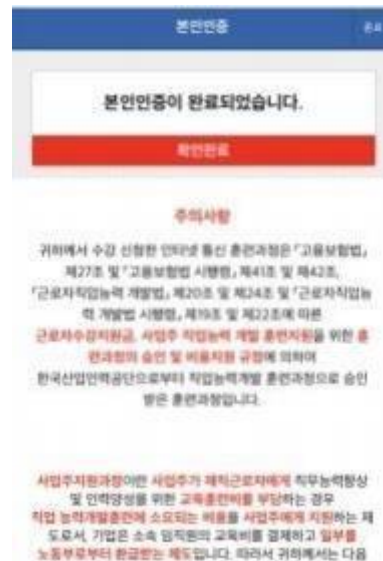 본인인증
본인인증이 완료되었습니다.
확인완료
주의사항
귀하께서 수강 신청한 인터넷 통신 훈련과정은 「고용보험법」
제27조 및 「고용보험법 시행령」 제41조 및 제42조,
「근로자직업능력 개발법」 제20조 및 제24조 및 「근로자직업능
력 개발법 시행령」 제19조 및 제22조에 따른
근로자수강지원금, 사업주 직업능력 개발 훈련지원을 위한 훈
련과정의 승인 및 비용지원 규정에 의하여
한국산업인력공단으로부터 직업능력개발 훈련과정으로 승인
받은 훈련과정입니다.
사업주지원과정이란 사업주가 재직근로자에게 직무능력향상
및 인력양성을 위한 교육훈련비를 부담하는 경우
직업 능력개발훈련에 소요되는 비용을 사업주에게 지원하는 제
도로서, 기업은 소속 임직원의 교육비를 결제하고 일부를
노동부로부터 환급받는 제도입니다. 따라서 귀하께서는 다음